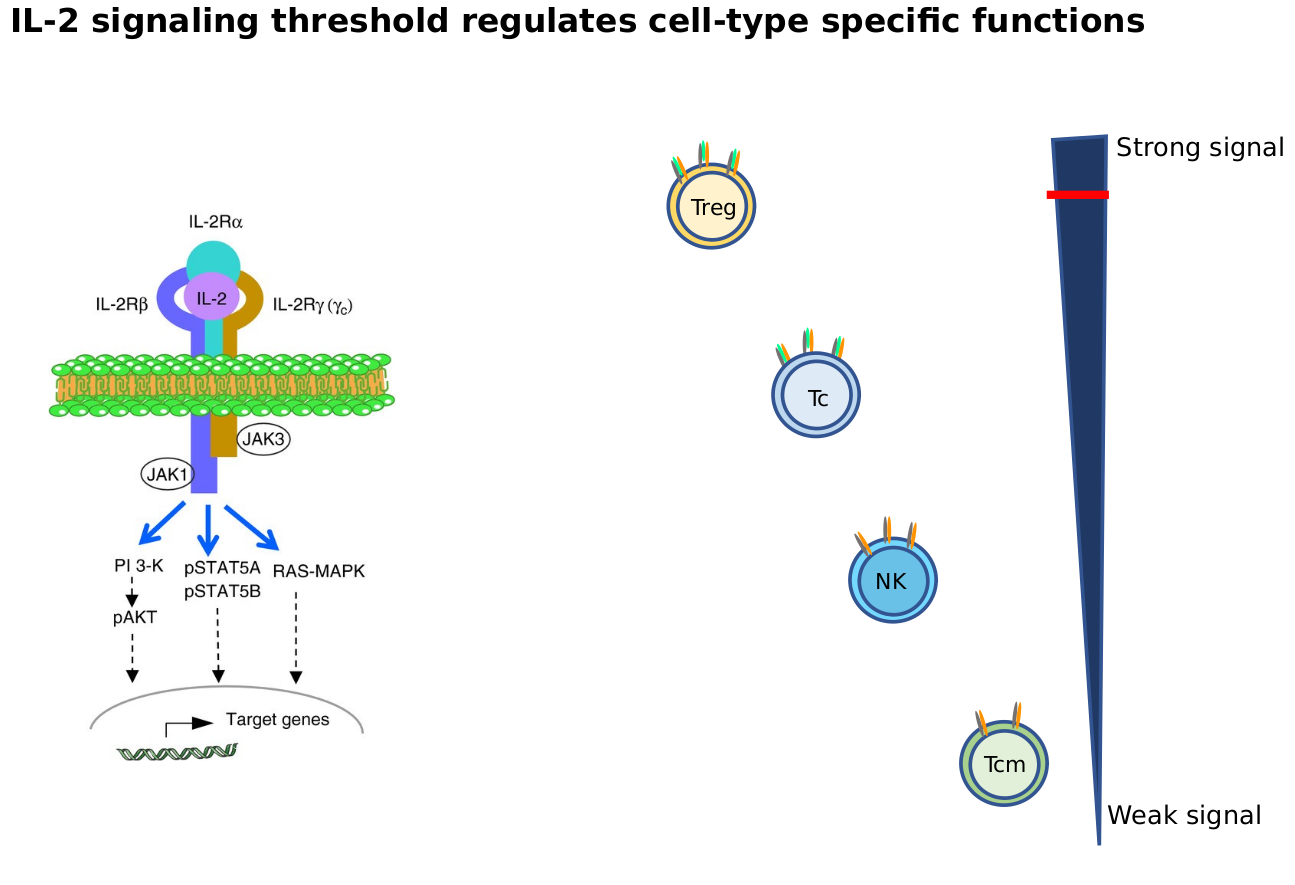 IL-2 signaling threshold regulates cell-type specific functions
Strong signal
Treg
IL-2Rα
IL-2Rβ
IL-2
IL-2Rγ (γc)
Tc
JAK3
JAK1
PI 3-K
pSTAT5A
RAS-MAPK
pSTAT5B
pAKT
NK
Target genes
Tcm
Weak signal